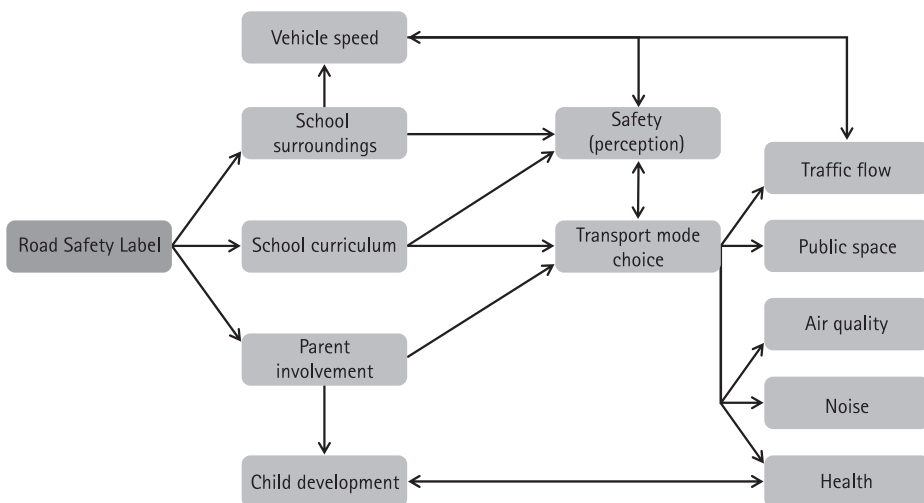 Vehicle speed
School
surroundings
Safety
(perception)
Traffic flow
Road Safety Label
School curriculum
Transport mode
choice
Public space
Air quality
Parent
involvement
Noise
Child development
Health